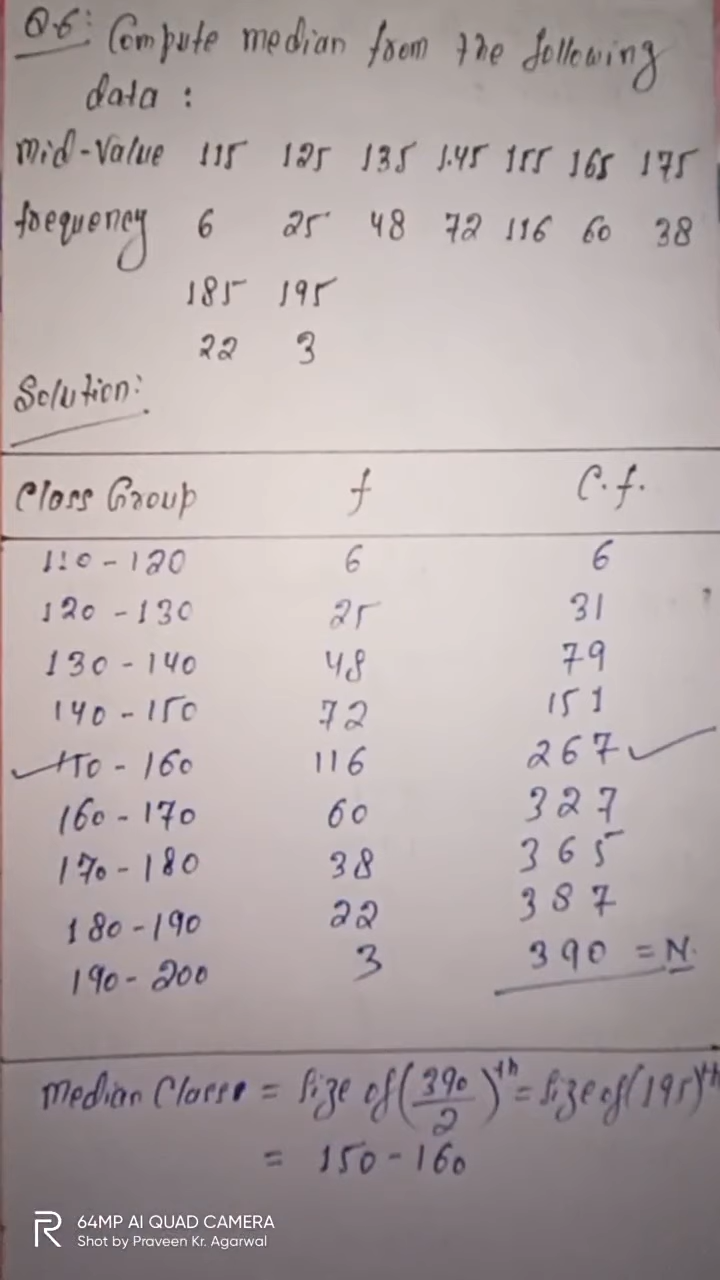 Q.6: Compute median from the following
data :
Mid-Value 115 125 135 145 155 165 175
frequency 6 25 48 72 116 60 38
185 195
22 3
Solution:
Class Group f C.f.
110-120 6 6
120-130 25 31
130-140 48 79
140-150 72 151
150-160 116 267
160-170 60 327
170-180 38 365
180-190 22 387
190-200 3 390 = N.
Median Class = Size of (390/2)th = Size of (195)th
= 150-160
64MP AI QUAD CAMERA
Shot by Praveen Kr. Agarwal